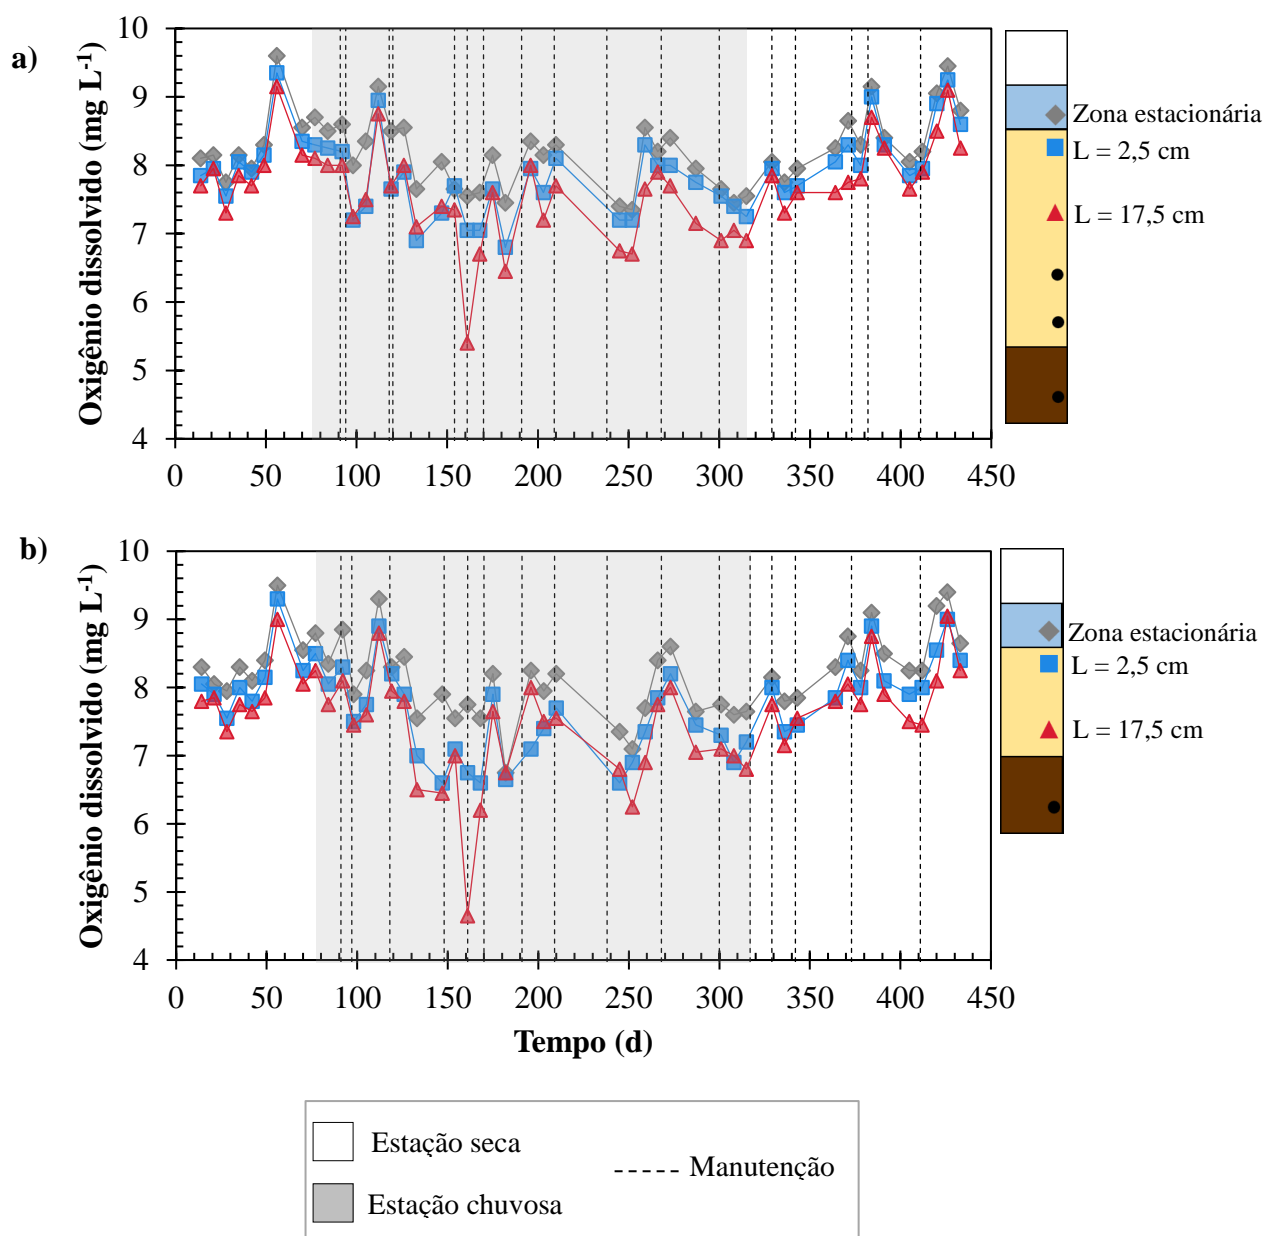 a)
Oxigênio dissolvido (mg L-1)
10
9
8
7
6
5
4
0 50 100 150 200 250 300 350 400 450
Zona estacionária
L = 2,5 cm
L = 17,5 cm
b)
Oxigênio dissolvido (mg L-1)
10
9
8
7
6
5
4
0 50 100 150 200 250 300 350 400 450
Tempo (d)
Zona estacionária
L = 2,5 cm
L = 17,5 cm
Estação seca
Manutenção
Estação chuvosa